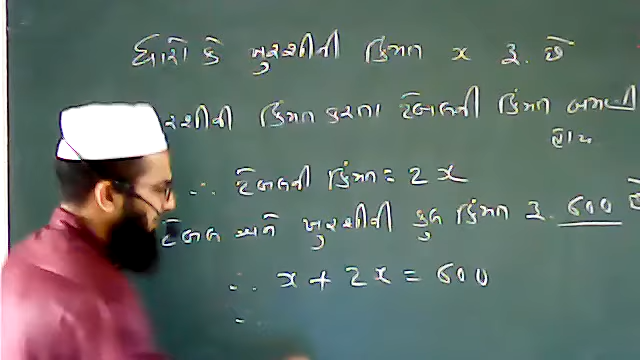 ધારો કે ખુરશીની કિંમત x રૂ. છે
રશીની કિંમત કરતા ટેબલની કિંમત બમણી
હોય
∴ ટેબલની કિંમત = 2x
ટેબલ અને ખુરશીની કુલ કિંમત રૂ. 600 છે
∴ x + 2x = 600
∴